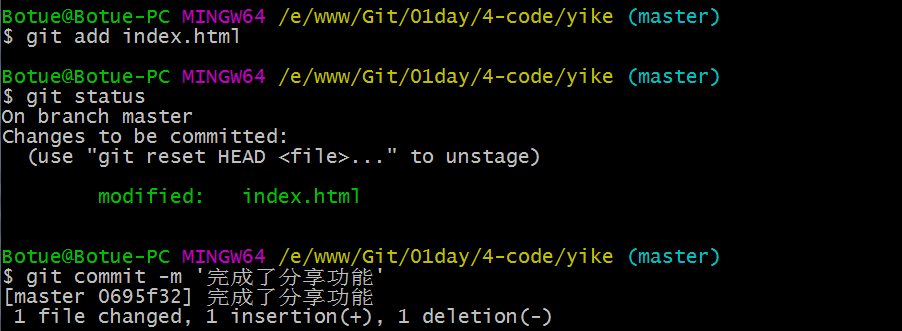 Botue@Botue-PC MINGW64 /e/www/Git/01day/4-code/yike (master)
$ git add index.html
Botue@Botue-PC MINGW64 /e/www/Git/01day/4-code/yike (master)
$ git status
On branch master
Changes to be committed:
  (use "git reset HEAD <file>..." to unstage)
        modified:   index.html
Botue@Botue-PC MINGW64 /e/www/Git/01day/4-code/yike (master)
$ git commit -m '完成了分享功能'
[master 0695f32] 完成了分享功能
 1 file changed, 1 insertion(+), 1 deletion(-)